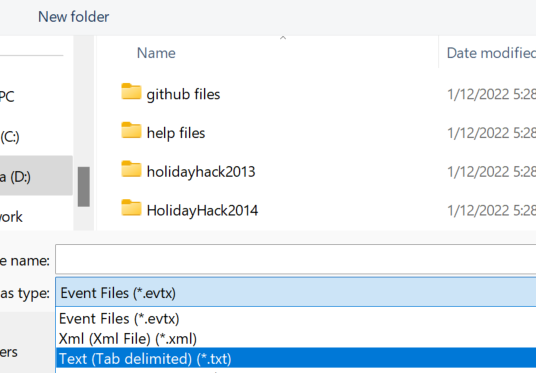 New folder
Name Date modified
PC
github files 1/12/2022 5:28
(C:)
help files 1/12/2022 5:28
a (D:)
holidayhack2013 1/12/2022 5:28
work
HolidayHack2014 1/12/2022 5:28
e name:
as type: Event Files (*.evtx)
Event Files (*.evtx)
Xml (Xml File) (*.xml)
ers
Text (Tab delimited) (*.txt)